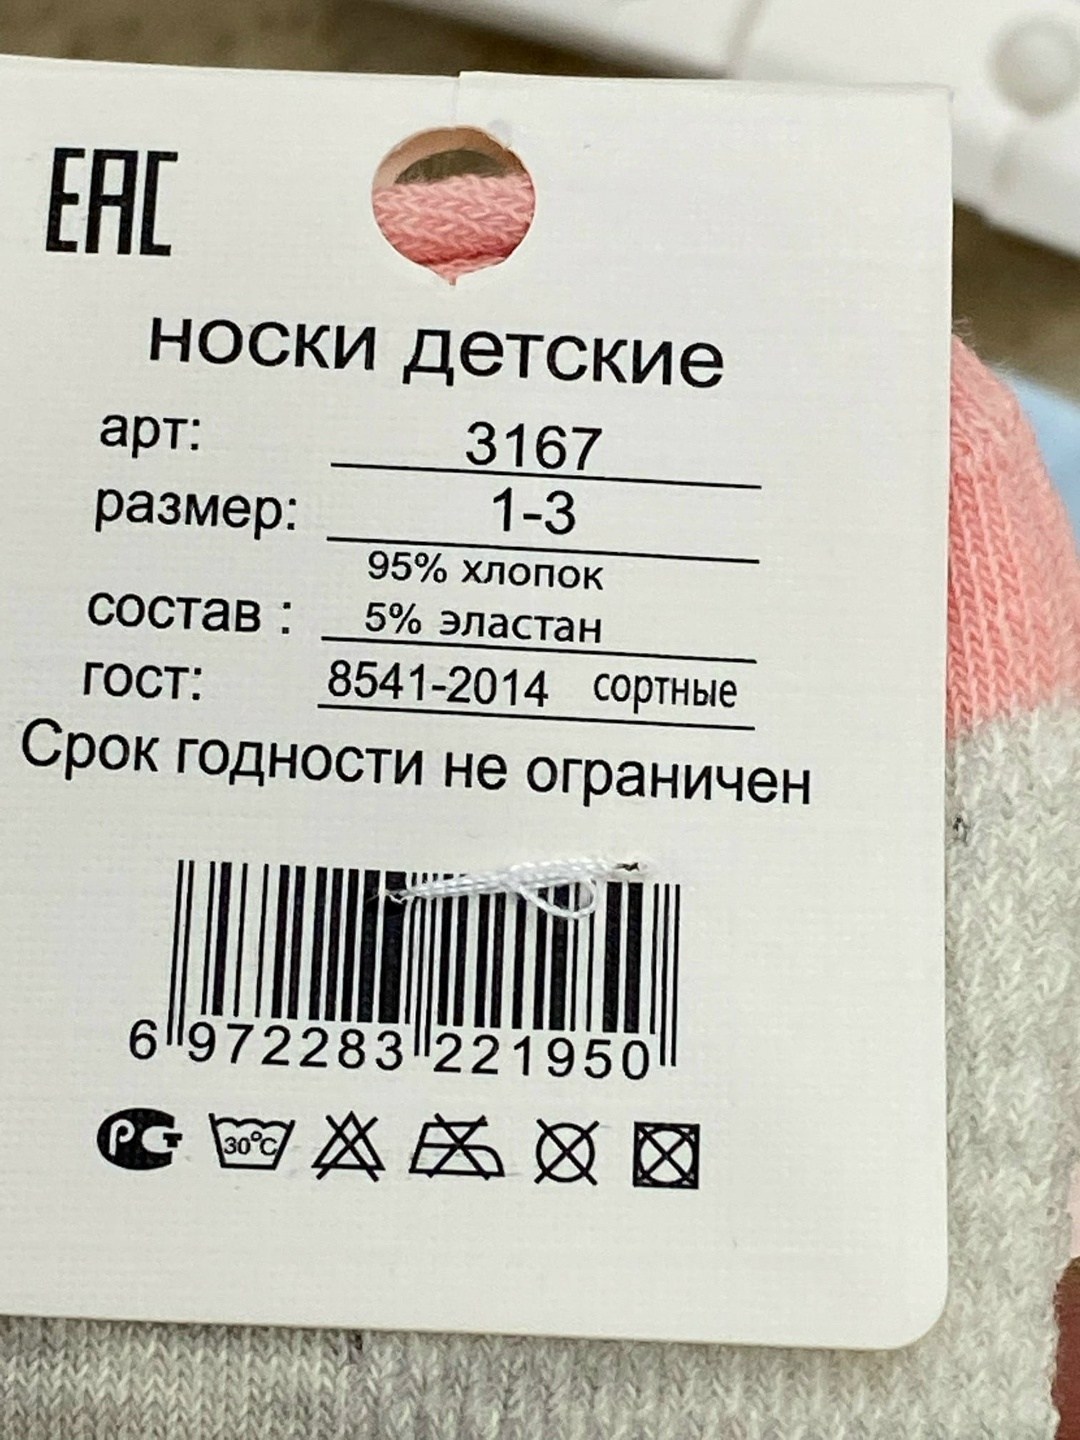 ЕАС
носки детские
арт: 3167
размер: 1-3
95% хлопок
состав : 5% эластан
гост: 8541-2014 сортные
Срок годности не ограничен
6 972283 221950
РСТ 30°C